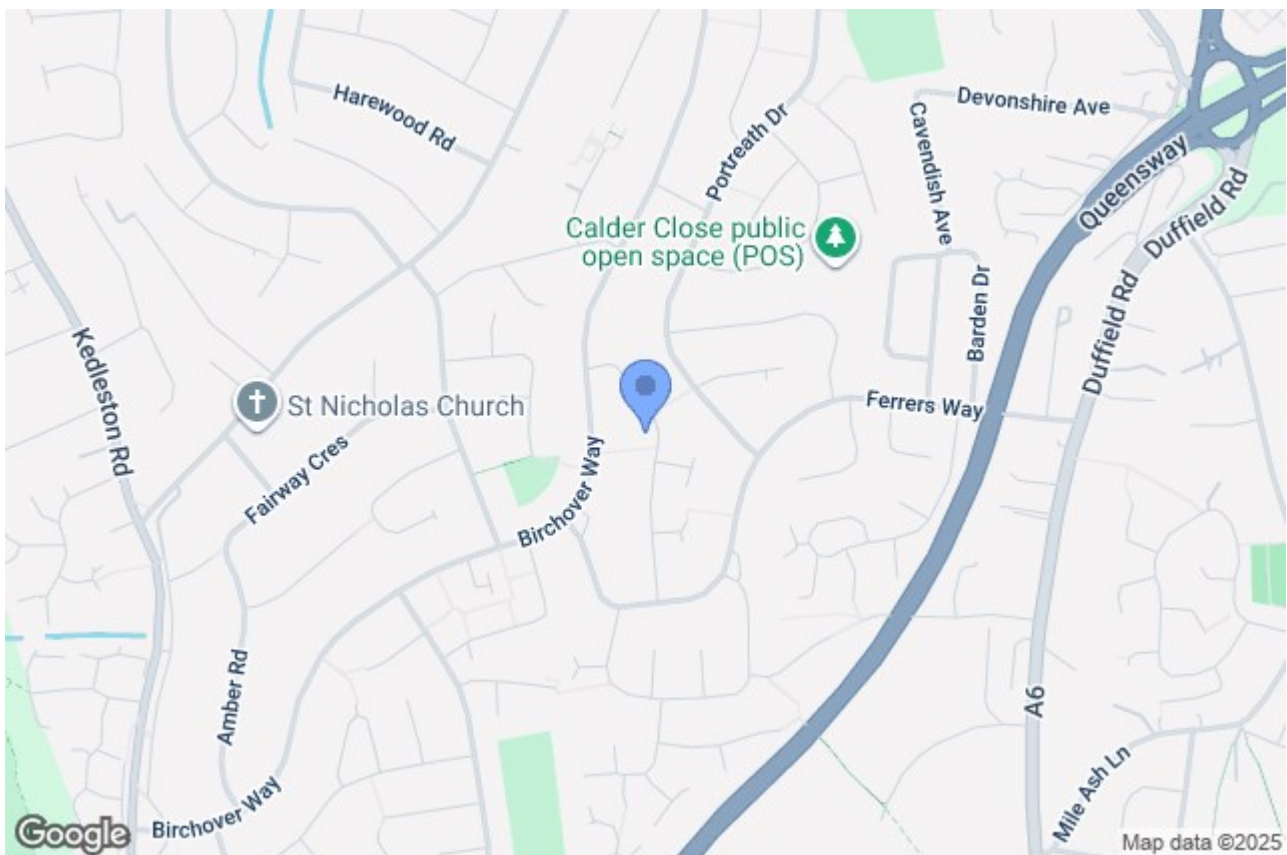 Harewood Rd
Devonshire Ave
Portreath Dr
Cavendish Ave
Queensway
Duffield Rd
Calder Close public
open space (POS)
Barden Dr
Kedleston Rd
Duffield Rd
St Nicholas Church
Ferrers Way
Fairway Cres
Birchover Way
Amber Rd
A6
Mile Ash Ln
Birchover Way
Google
Map data ©2025